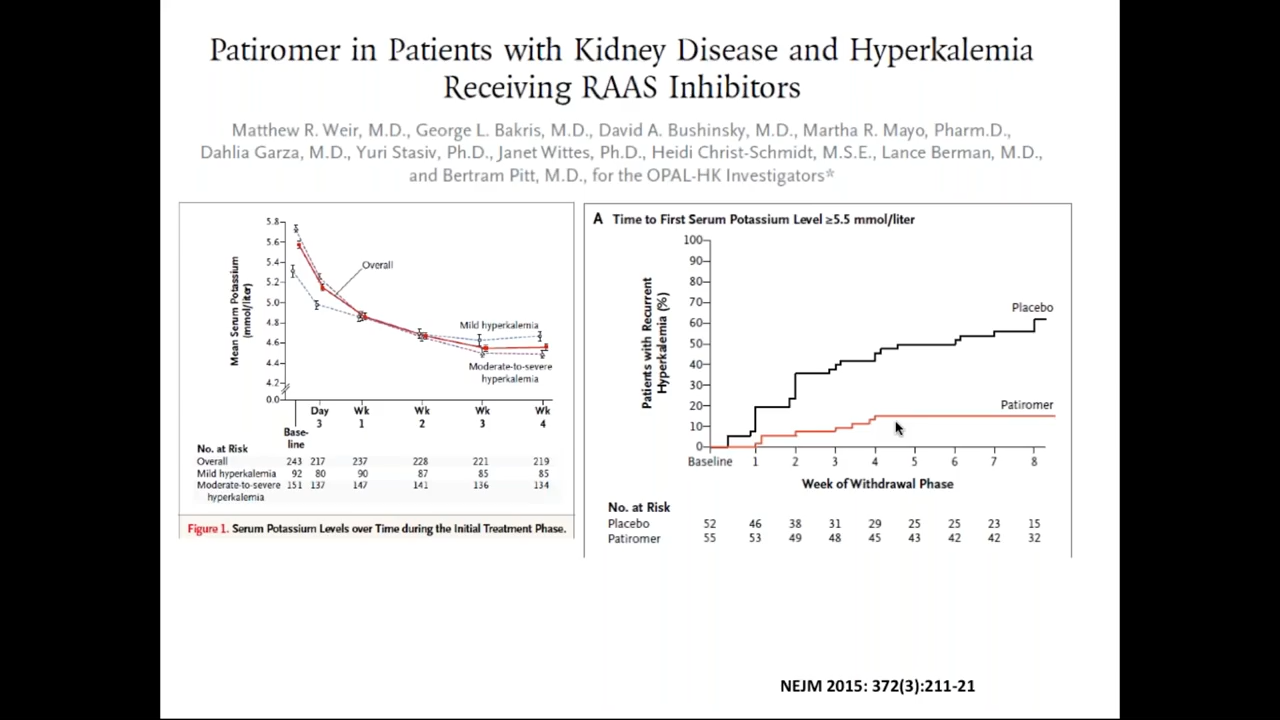 Patiromer in Patients with Kidney Disease and Hyperkalemia
Receiving RAAS Inhibitors
Matthew R. Weir, M.D., George L. Bakris, M.D., David A. Bushinsky, M.D., Martha R. Mayo, Pharm.D.,
Dahlia Garza, M.D., Yuri Stasiv, Ph.D., Janet Wittes, Ph.D., Heidi Christ-Schmidt, M.S.E., Lance Berman, M.D.,
and Bertram Pitt, M.D., for the OPAL-HK Investigators*
Mean Serum Potassium
(mmol/liter)
5.8
5.6
5.4
5.2
5.0
4.8
4.6
4.4
4.2
0.0
Overall
Mild hyperkalemia
Moderate-to-severe
hyperkalemia
Base-
line
Day
3
Wk
1
Wk
2
Wk
3
Wk
4
No. at Risk
Overall 243 217 237 228 221 219
Mild hyperkalemia 92 80 90 87 85 85
Moderate-to-severe 151 137 147 141 136 134
hyperkalemia
Figure 1. Serum Potassium Levels over Time during the Initial Treatment Phase.
A Time to First Serum Potassium Level ≥5.5 mmol/liter
Patients with Recurrent
Hyperkalemia (%)
100
90
80
70
60
50
40
30
20
10
0
Placebo
Patiromer
Baseline 1 2 3 4 5 6 7 8
Week of Withdrawal Phase
No. at Risk
Placebo 52 46 38 31 29 25 25 23 15
Patiromer 55 53 49 48 45 43 42 42 32
NEJM 2015: 372(3):211-21